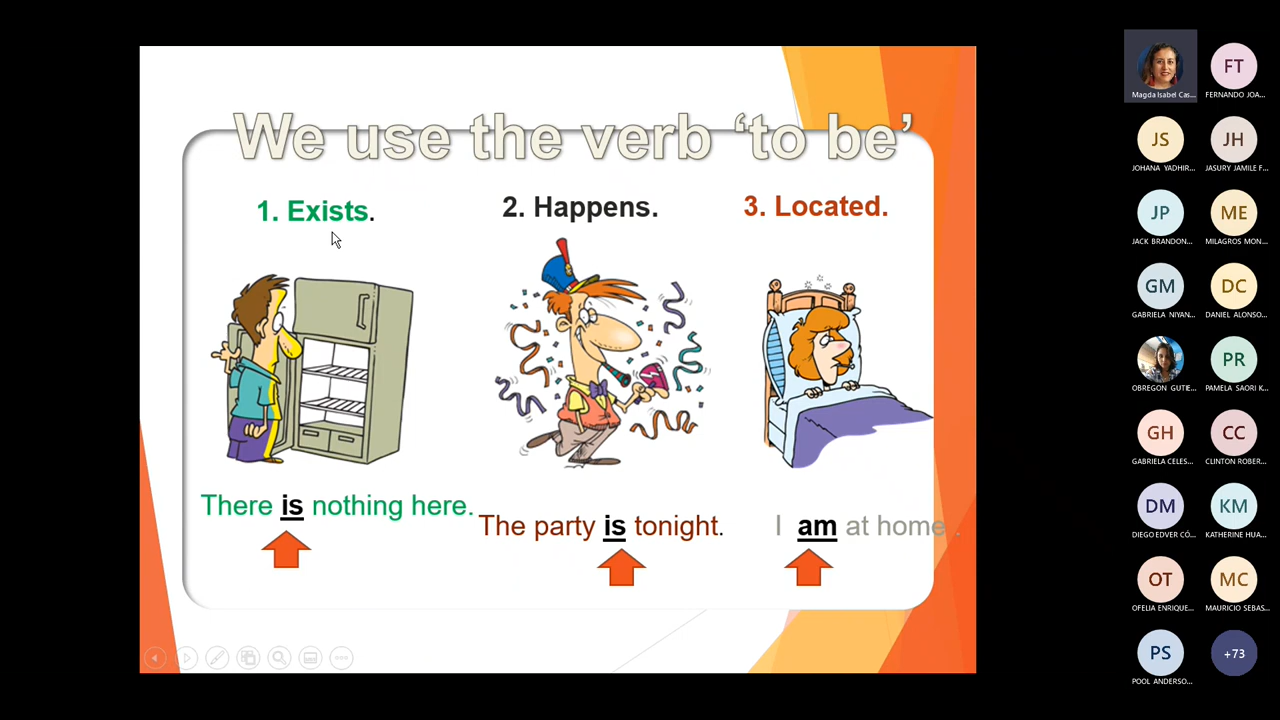 We use the verb ‘to be’
1. Exists.
2. Happens.
3. Located.
There is nothing here.
The party is tonight.
I am at home .
Magda Isabel Cas...
FT
FERNANDO JOA...
JS
JOHANA YADHIR...
JH
JASURY JAMILE F...
JP
JACK BRANDON...
ME
MILAGROS MON...
GM
GABRIELA NIYAN...
DC
DANIEL ALONSO...
OBREGON GUTIE...
PR
PAMELA SAORI K...
GH
GABRIELA CELES...
CC
CLINTON ROBER...
DM
DIEGO EDVER CÓ...
KM
KATHERINE HUA...
OT
OFELIA ENRIQUE...
MC
MAURICIO SEBAS...
PS
POOL ANDERSO...
+73